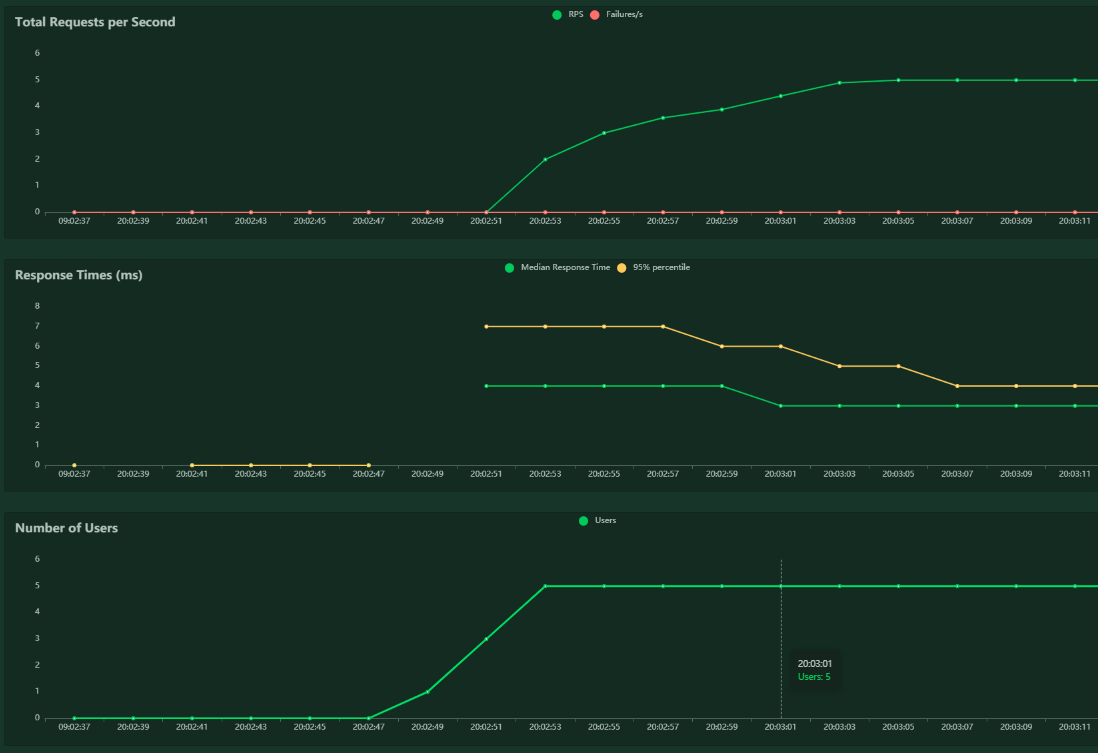 Total Requests per Second
RPS Failures/s
6
5
4
3
2
1
0
09:02:37 20:02:39 20:02:41 20:02:43 20:02:45 20:02:47 20:02:49 20:02:51 20:02:53 20:02:55 20:02:57 20:02:59 20:03:01 20:03:03 20:03:05 20:03:07 20:03:09 20:03:11
Response Times (ms)
Median Response Time 95% percentile
8
7
6
5
4
3
2
1
0
09:02:37 20:02:39 20:02:41 20:02:43 20:02:45 20:02:47 20:02:49 20:02:51 20:02:53 20:02:55 20:02:57 20:02:59 20:03:01 20:03:03 20:03:05 20:03:07 20:03:09 20:03:11
Number of Users
Users
6
5
4
3
2
1
0
20:03:01
Users: 5
09:02:37 20:02:39 20:02:41 20:02:43 20:02:45 20:02:47 20:02:49 20:02:51 20:02:53 20:02:55 20:02:57 20:02:59 20:03:01 20:03:03 20:03:05 20:03:07 20:03:09 20:03:11